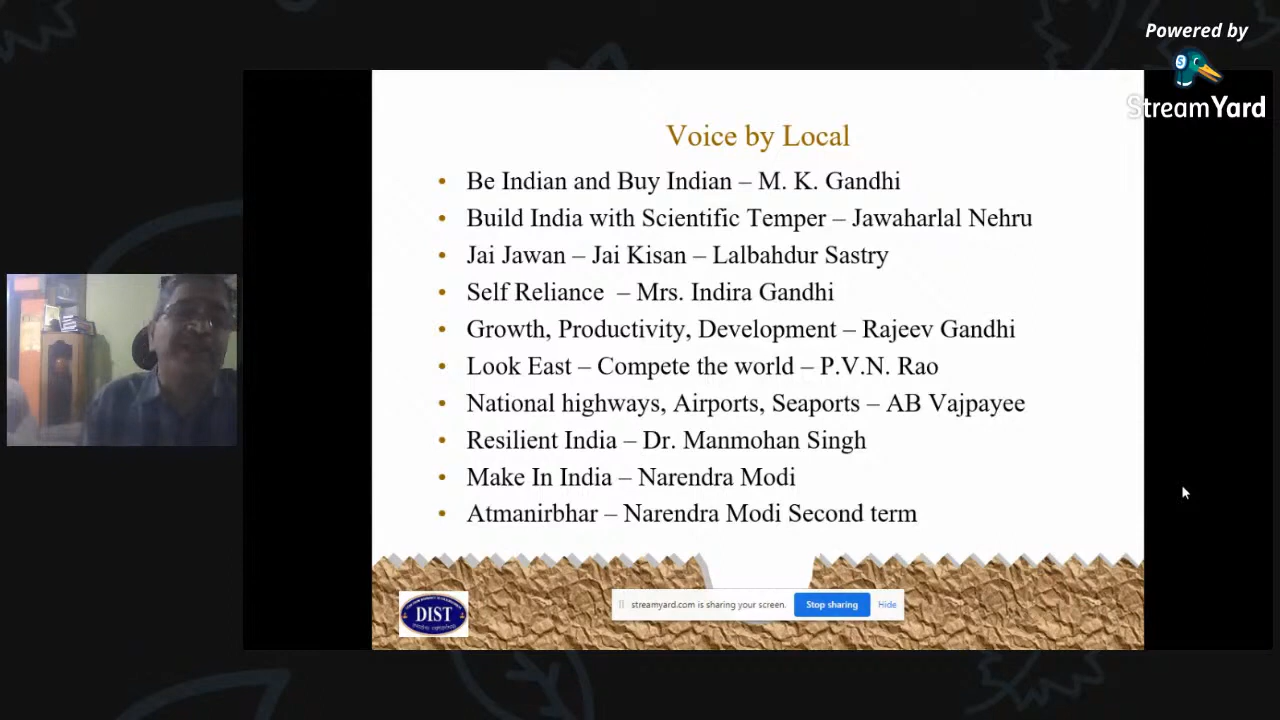 Powered by
StreamYard
Voice by Local
• Be Indian and Buy Indian – M. K. Gandhi
• Build India with Scientific Temper – Jawaharlal Nehru
• Jai Jawan – Jai Kisan – Lalbahdur Sastry
• Self Reliance – Mrs. Indira Gandhi
• Growth, Productivity, Development – Rajeev Gandhi
• Look East – Compete the world – P.V.N. Rao
• National highways, Airports, Seaports – AB Vajpayee
• Resilient India – Dr. Manmohan Singh
• Make In India – Narendra Modi
• Atmanirbhar – Narendra Modi Second term
DIST
streamyard.com is sharing your screen. Stop sharing Hide